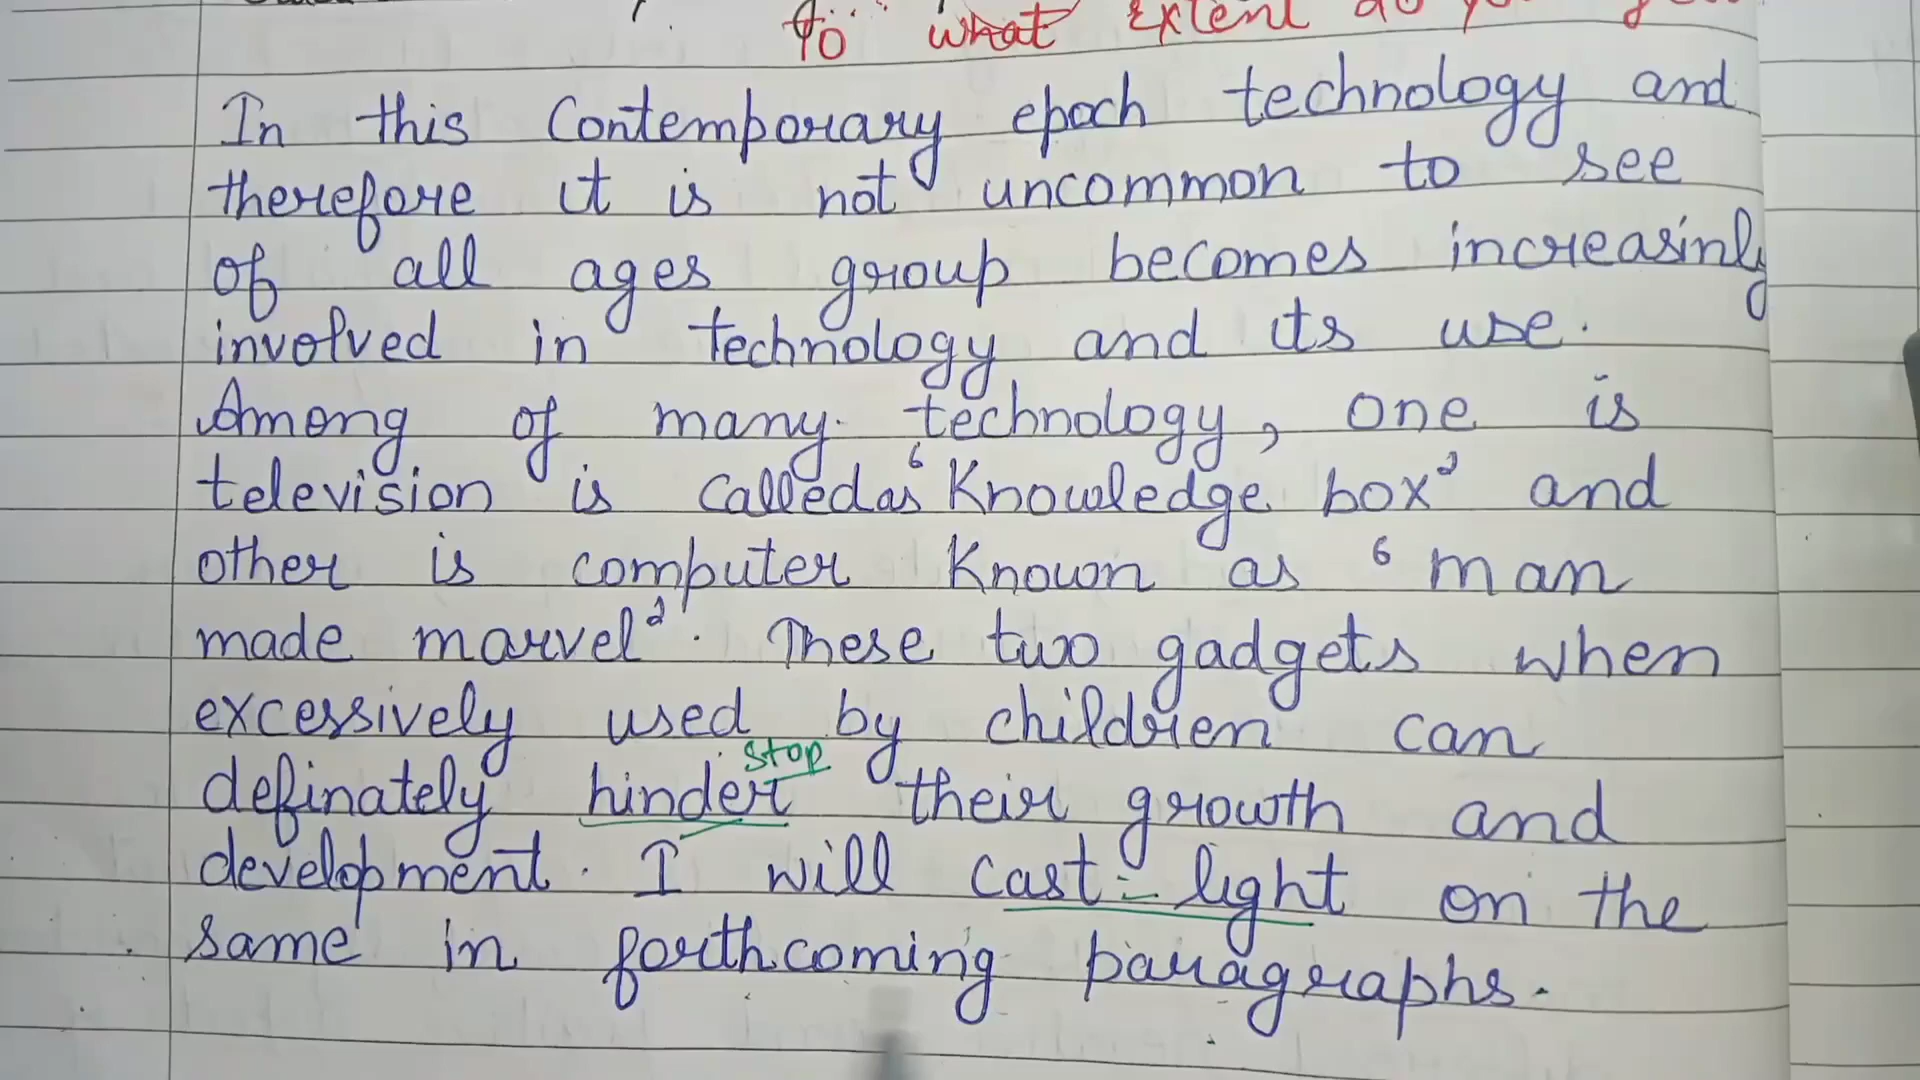 To what extent do
In this contemporary epoch technology and
therefore it is not uncommon to see
of all ages group becomes increasinly
involved in technology and its use.
Among of many technology, one is
television is called as 'Knowledge box' and
other is computer Known as 'man
made marvel'. These two gadgets when
excessively used by children can
stop
definately hinder their growth and
development. I will cast-light on the
same in forthcoming paragraphs.